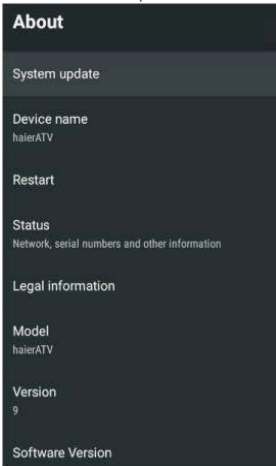 About
System update
Device name
haierATV
Restart
Status
Network, serial numbers and other information
Legal information
Model
haierATV
Version
9
Software Version